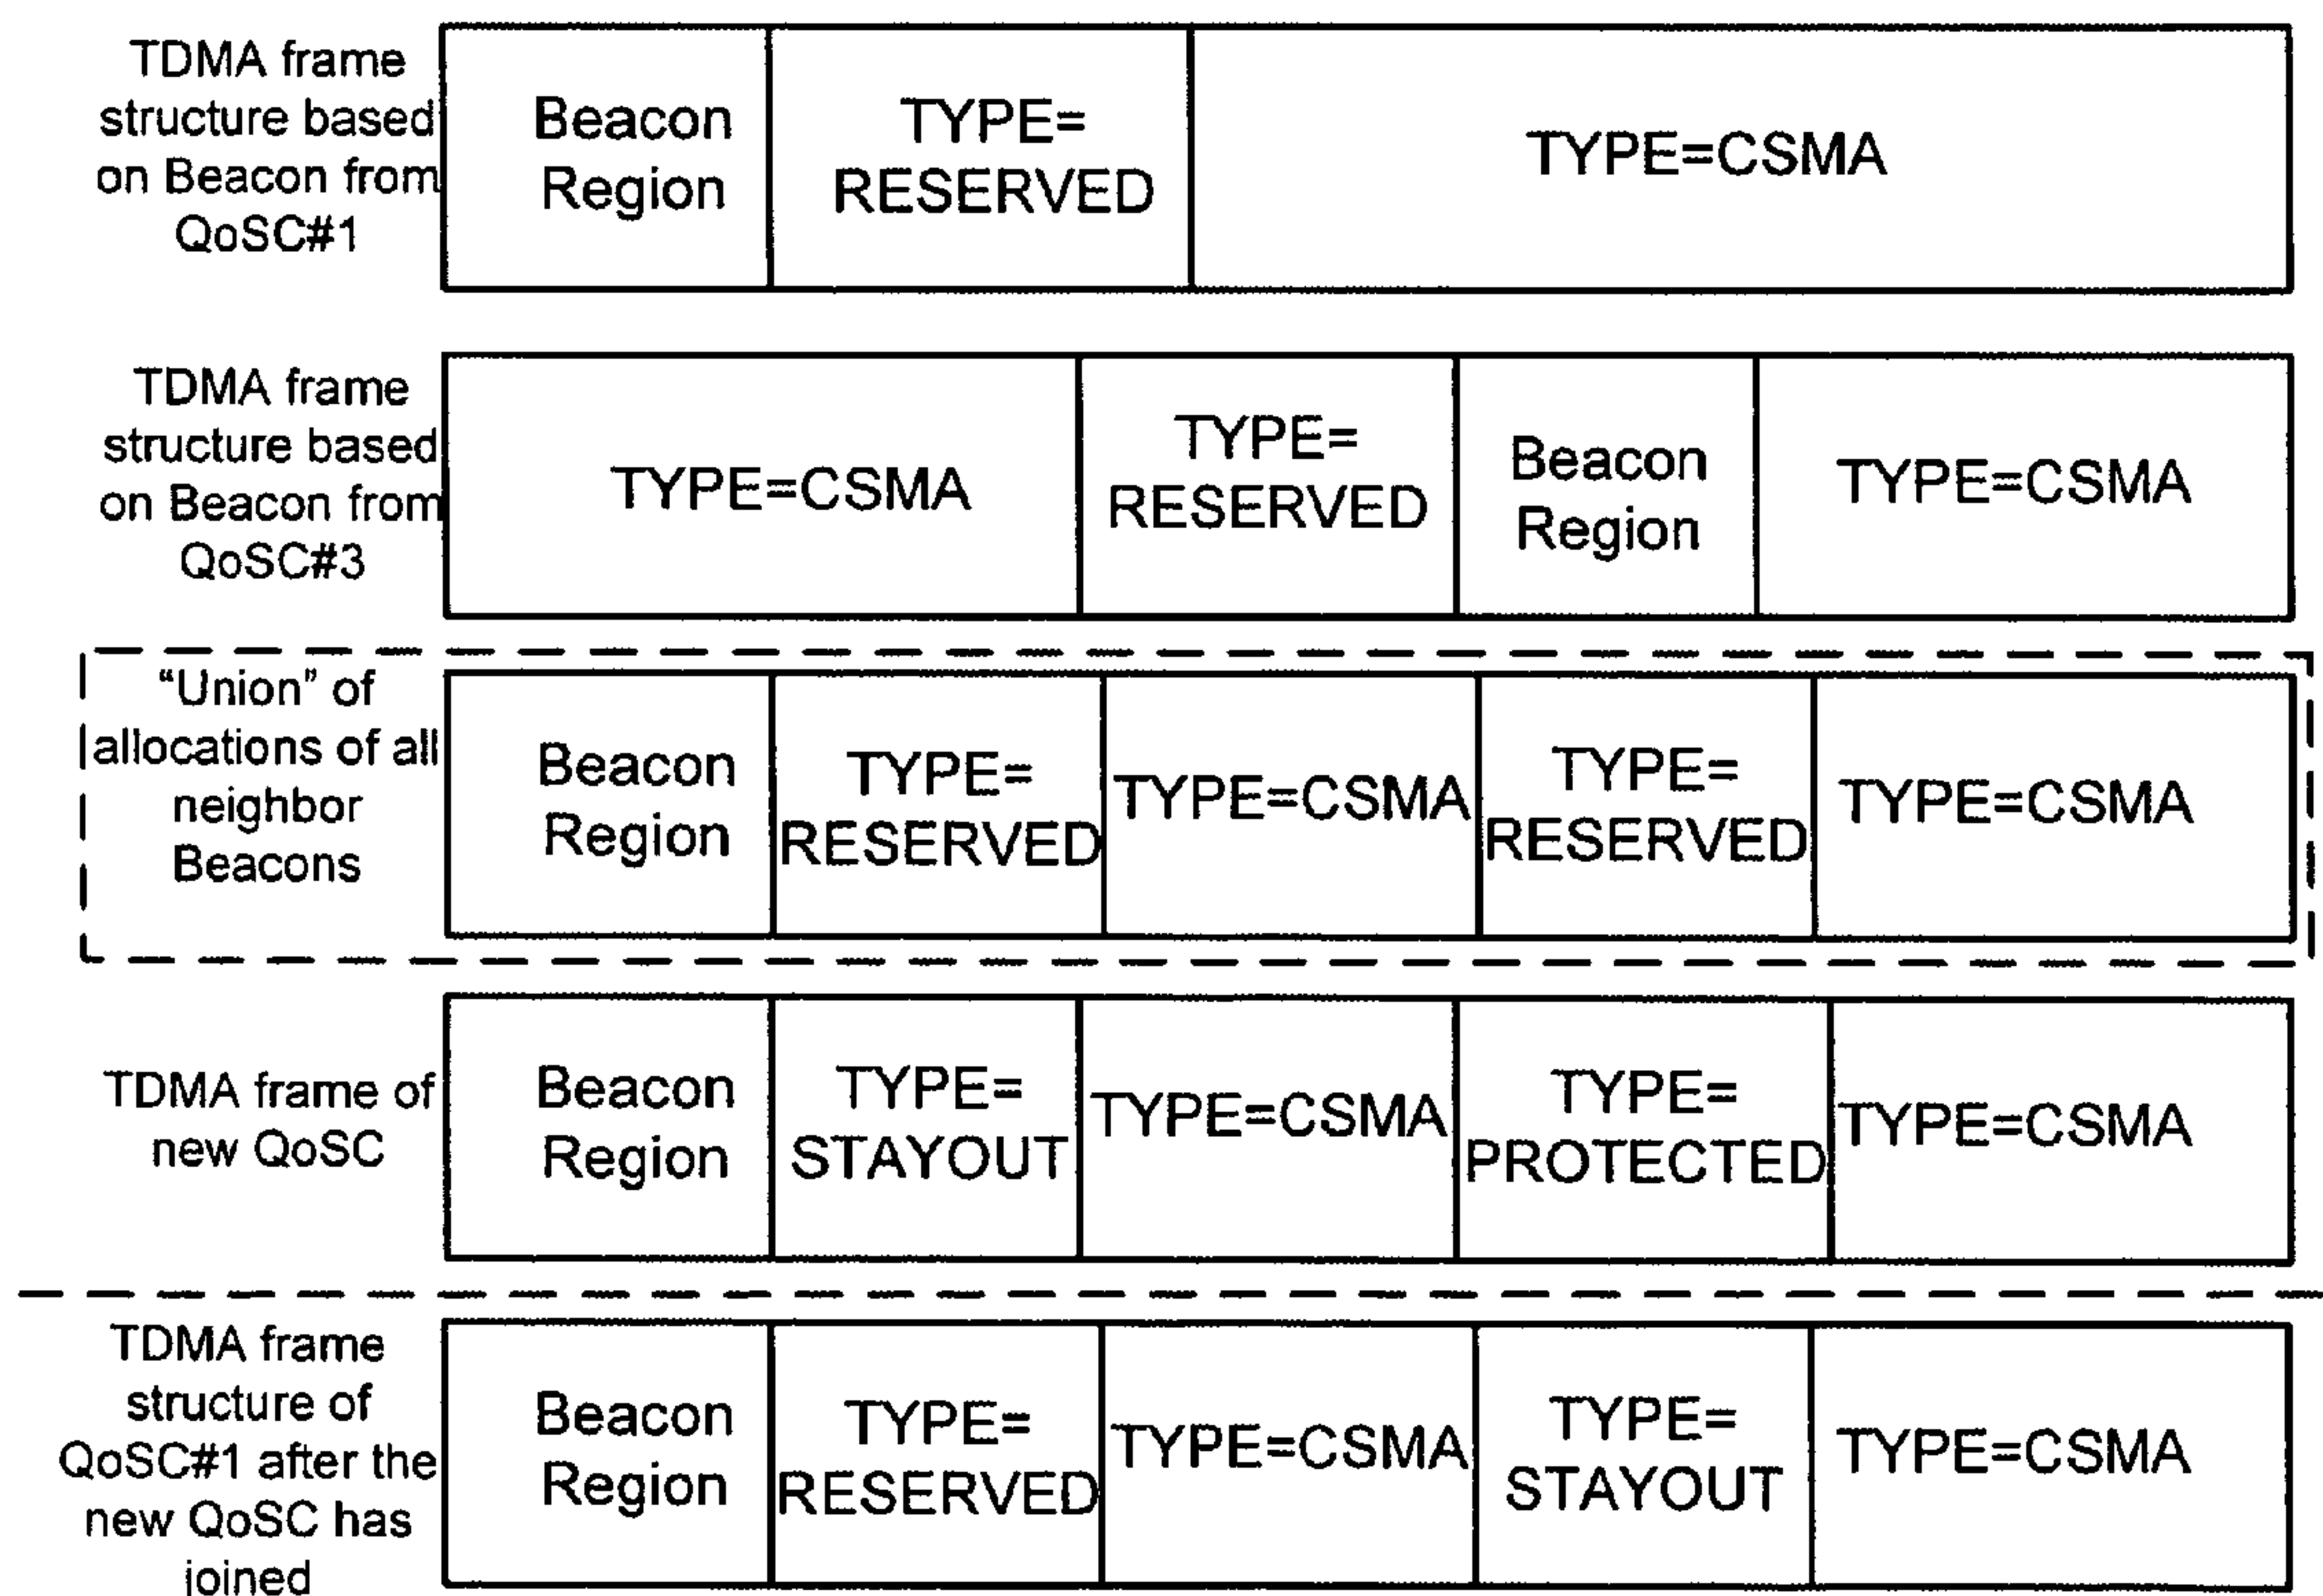 TDMA frame
structure based
on Beacon from
QoSC#1
Beacon
Region
TYPE=
RESERVED
TYPE=CSMA
TDMA frame
structure based
on Beacon from
QoSC#3
TYPE=CSMA
TYPE=
RESERVED
Beacon
Region
TYPE=CSMA
“Union” of
allocations of all
neighbor
Beacons
Beacon
Region
TYPE=
RESERVED
TYPE=CSMA
TYPE=
RESERVED
TYPE=CSMA
TDMA frame of
new QoSC
Beacon
Region
TYPE=
STAYOUT
TYPE=CSMA
TYPE=
PROTECTED
TYPE=CSMA
TDMA frame
structure of
QoSC#1 after the
new QoSC has
joined
Beacon
Region
TYPE=
RESERVED
TYPE=CSMA
TYPE=
STAYOUT
TYPE=CSMA